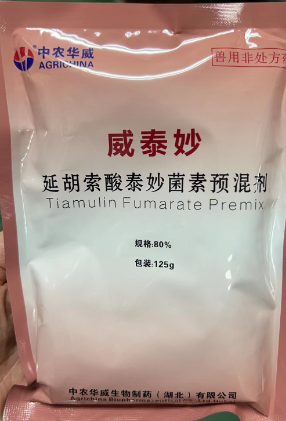 中农华威
AGRICHINA
兽用非处方药
威泰妙
延胡索酸泰妙菌素预混剂
Tiamulin Fumarate Premix
规格:80%
包装:125g
中农华威生物制药（湖北）有限公司